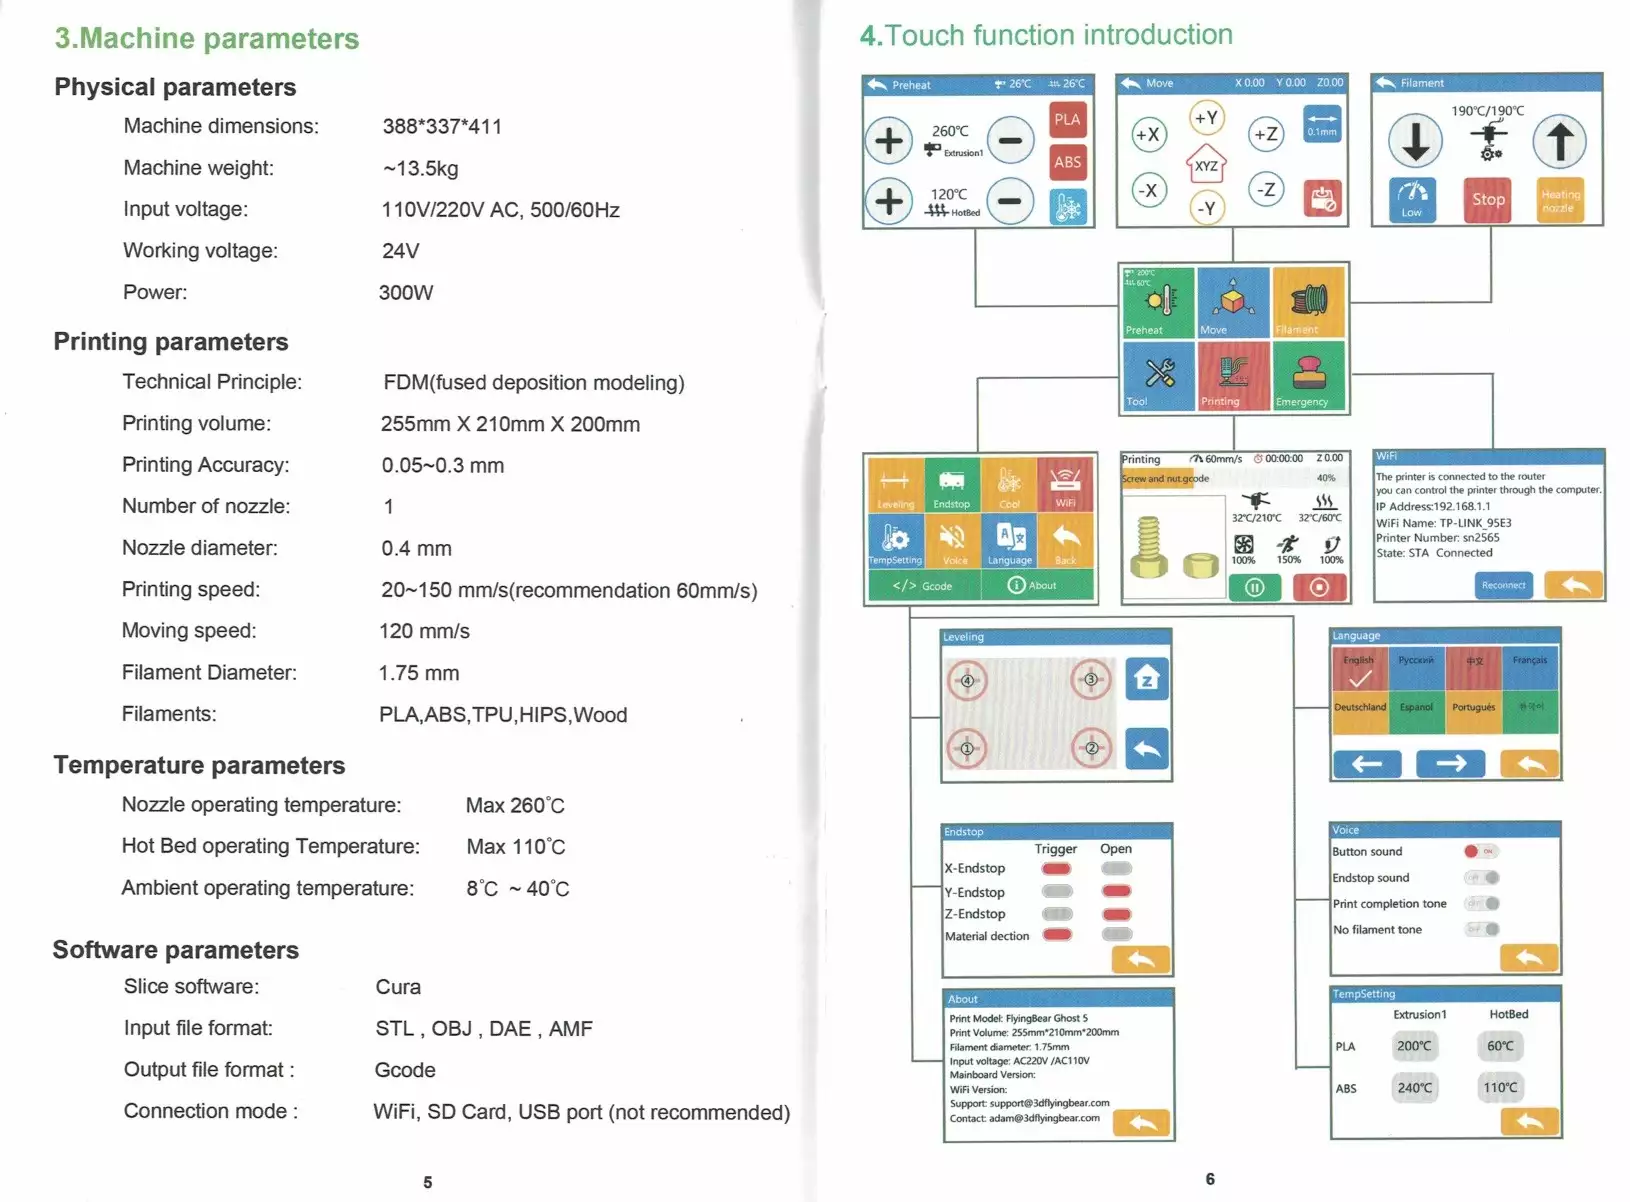 3.Machine parameters
Physical parameters
Machine dimensions: 388*337*411
Machine weight: ~13.5kg
Input voltage: 110V/220V AC, 500/60Hz
Working voltage: 24V
Power: 300W
Printing parameters
Technical Principle: FDM(fused deposition modeling)
Printing volume: 255mm X 210mm X 200mm
Printing Accuracy: 0.05~0.3 mm
Number of nozzle: 1
Nozzle diameter: 0.4 mm
Printing speed: 20~150 mm/s(recommendation 60mm/s)
Moving speed: 120 mm/s
Filament Diameter: 1.75 mm
Filaments: PLA,ABS,TPU,HIPS,Wood
Temperature parameters
Nozzle operating temperature: Max 260°C
Hot Bed operating Temperature: Max 110°C
Ambient operating temperature: 8°C ~ 40°C
Software parameters
Slice software: Cura
Input file format: STL , OBJ , DAE , AMF
Output file format : Gcode
Connection mode : WiFi, SD Card, USB port (not recommended)
5
4.Touch function introduction
Preheat 26°C 26°C
+ 260°C Extrusion1 − PLA
ABS
+ 120°C HotBed −
Move X 0.00 Y 0.00 Z0.00
+X +Y +Z 0.1mm
XYZ
-X -Y -Z
Filament
190°C/190°C
Low Stop Heating nozzle
200°C
60°C
Preheat Move Filament
Tool Printing Emergency
Leveling Endstop Cool WiFi
TempSetting Voice Language Back
</> Gcode About
Printing 60mm/s 00:00:00 Z 0.00
Screw and nut.gcode 40%
32°C/210°C 32°C/60°C
100% 150% 100%
WiFi
The printer is connected to the router
you can control the printer through the computer.
IP Address:192.168.1.1
WiFi Name: TP-LINK_95E3
Printer Number: sn2565
State: STA Connected
Reconnect
Leveling
④ ③ Z
① ②
Language
English Русский 中文 Français
Deutschland Espanol Português
Endstop
Trigger Open
X-Endstop
Y-Endstop
Z-Endstop
Material dection
Voice
Button sound ON
Endstop sound OFF
Print completion tone OFF
No filament tone OFF
About
Print Model: FlyingBear Ghost 5
Print Volume: 255mm*210mm*200mm
Filament diameter: 1.75mm
Input voltage: AC220V /AC110V
Mainboard Version:
WiFi Version:
Support: support@3dflyingbear.com
Contact: adam@3dflyingbear.com
TempSetting
Extrusion1 HotBed
PLA 200°C 60°C
ABS 240°C 110°C
6